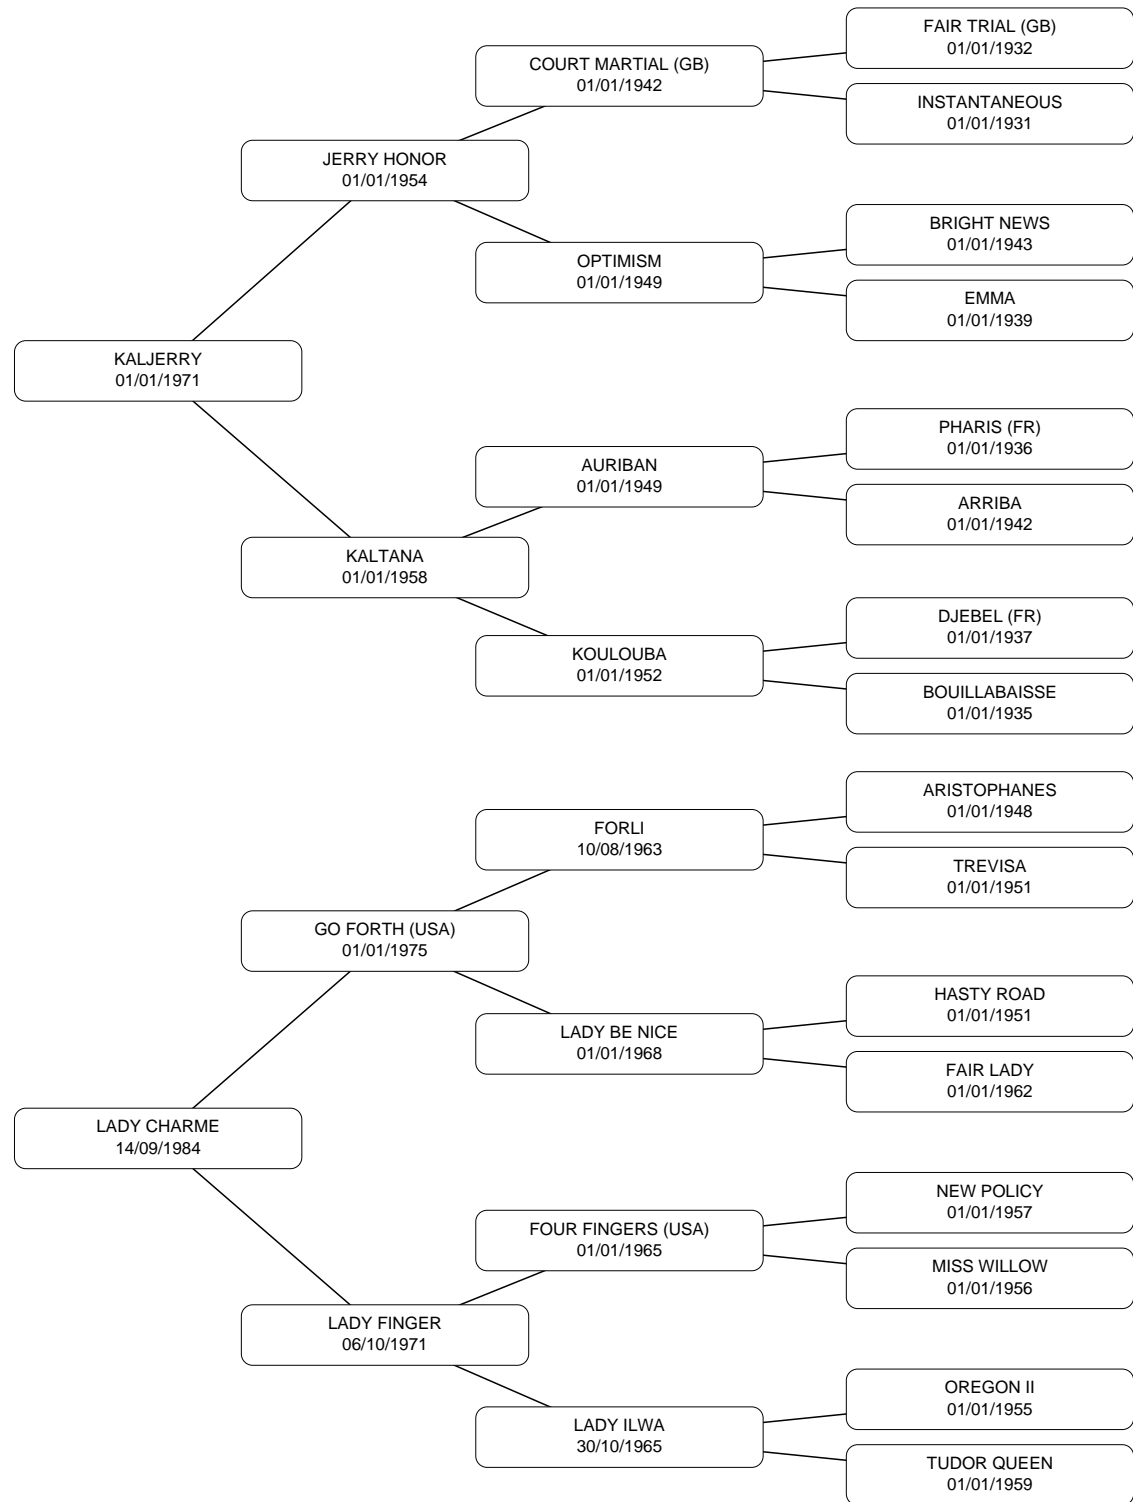 FAIR TRIAL (GB)
01/01/1932
COURT MARTIAL (GB)
01/01/1942
INSTANTANEOUS
01/01/1931
JERRY HONOR
01/01/1954
BRIGHT NEWS
01/01/1943
OPTIMISM
01/01/1949
EMMA
01/01/1939
KALJERRY
01/01/1971
PHARIS (FR)
01/01/1936
AURIBAN
01/01/1949
ARRIBA
01/01/1942
KALTANA
01/01/1958
DJEBEL (FR)
01/01/1937
KOULOUBA
01/01/1952
BOUILLABAISSE
01/01/1935
ARISTOPHANES
01/01/1948
FORLI
10/08/1963
TREVISA
01/01/1951
GO FORTH (USA)
01/01/1975
HASTY ROAD
01/01/1951
LADY BE NICE
01/01/1968
FAIR LADY
01/01/1962
LADY CHARME
14/09/1984
NEW POLICY
01/01/1957
FOUR FINGERS (USA)
01/01/1965
MISS WILLOW
01/01/1956
LADY FINGER
06/10/1971
OREGON II
01/01/1955
LADY ILWA
30/10/1965
TUDOR QUEEN
01/01/1959